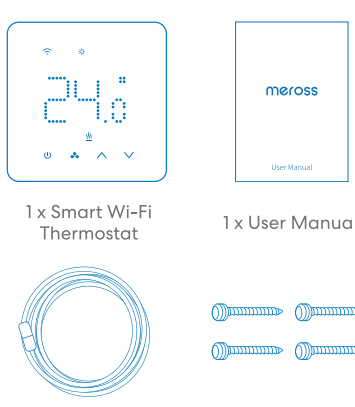 24.0
meross
User Manual
1 x Smart Wi-Fi
Thermostat
1 x User Manua